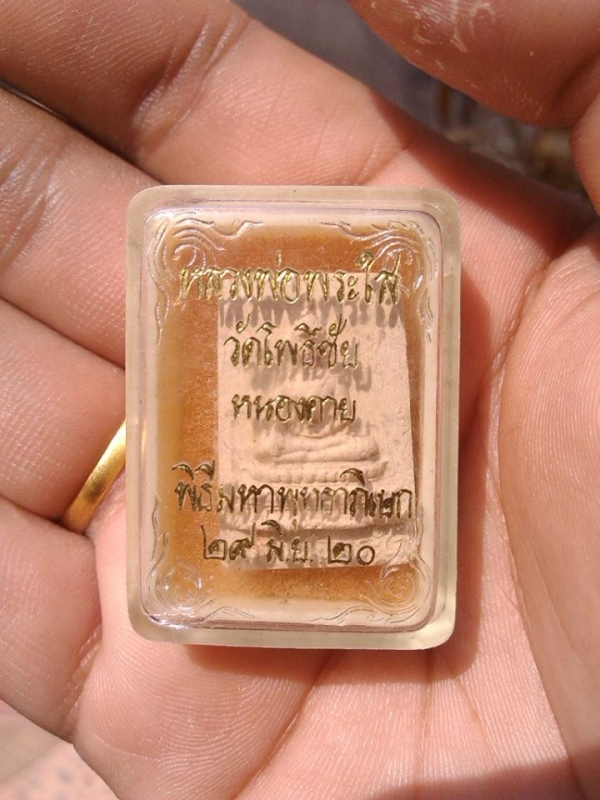 หลวงพ่อพระใส
วัดโพธิ์ชัย
หนองคาย
พิธีมหาพุทธาภิเษก
๒๙ มิ.ย. ๒๐